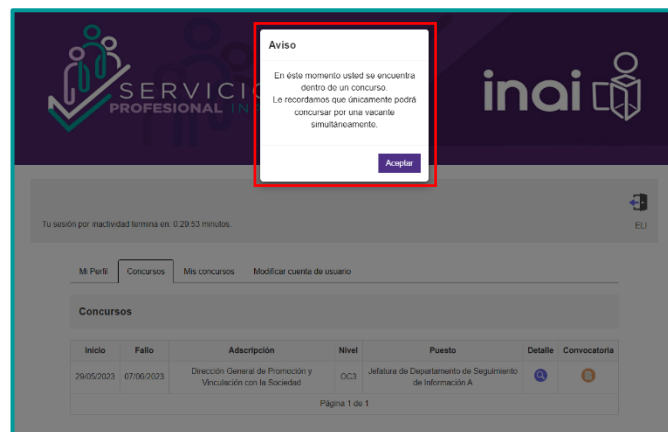 Aviso
En éste momento usted se encuentra
dentro de un concurso.
Le recordamos que únicamente podrá
concursar por una vacante
simultáneamente.
Aceptar
SERVICI
PROFESIONAL IN
inai
Tu sesión por inactividad termina en: 0:29:53 minutos.
ELI
Mi Perfil Concursos Mis concursos Modificar cuenta de usuario
Concursos
Inicio Fallo Adscripción Nivel Puesto Detalle Convocatoria
29/05/2023 07/06/2023 Dirección General de Promoción y Vinculación con la Sociedad OC3 Jefatura de Departamento de Seguimiento de Información A
Página 1 de 1